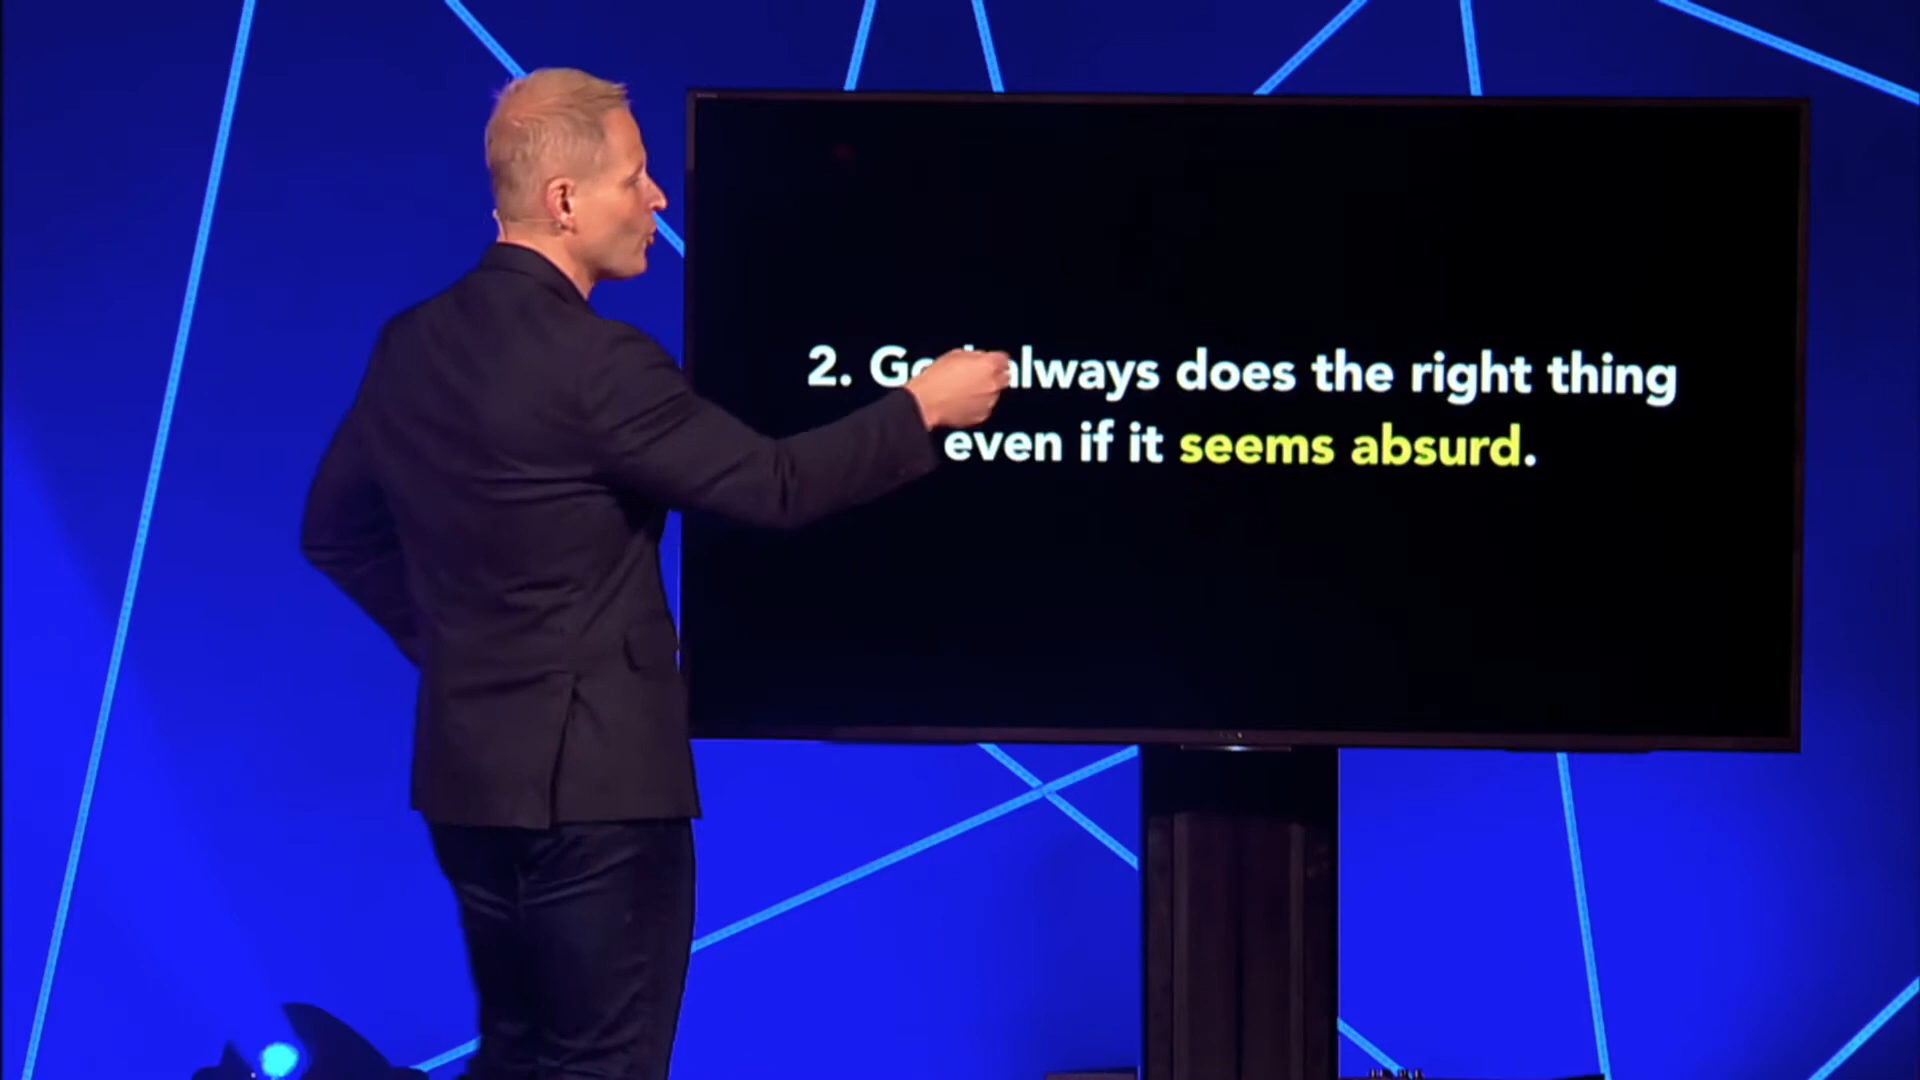 2. always does the right thing
even if it seems absurd.